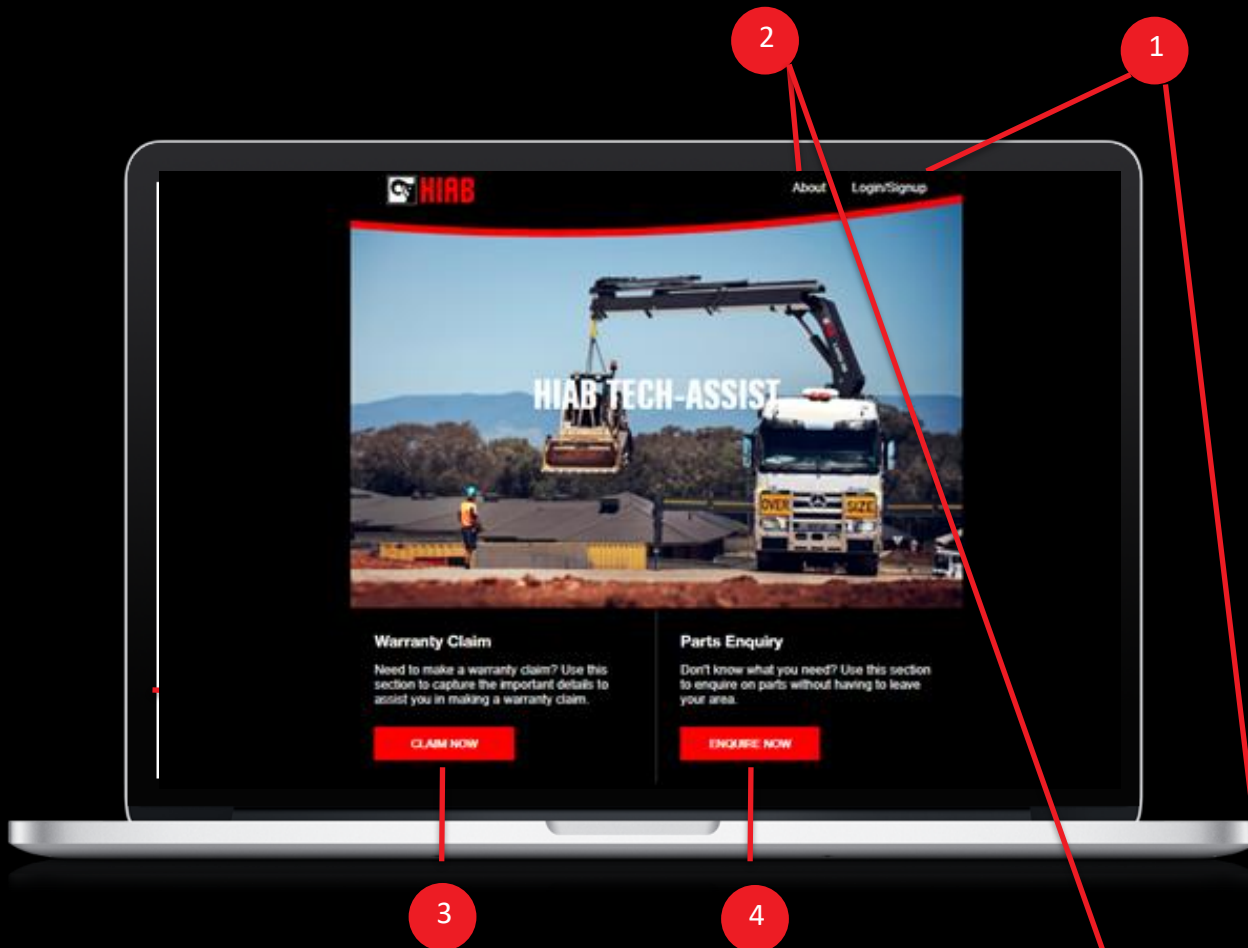 2
1
HIAB
About
Login/Signup
HIAB TECH-ASSIST
OVER SIZE
Warranty Claim
Need to make a warranty claim? Use this
section to capture the important details to
assist you in making a warranty claim.
CLAIM NOW
Parts Enquiry
Don't know what you need? Use this section
to enquire on parts without having to leave
your area.
ENQUIRE NOW
3
4